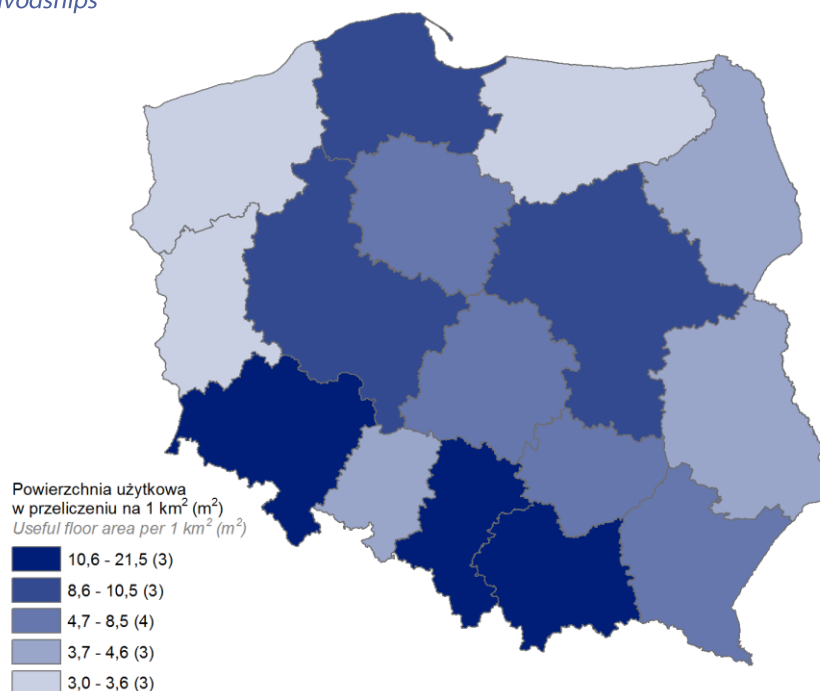 Powierzchnia użytkowa
w przeliczeniu na 1 km² (m²)
Useful floor area per 1 km² (m²)
10,6 - 21,5 (3)
8,6 - 10,5 (3)
4,7 - 8,5 (4)
3,7 - 4,6 (3)
3,0 - 3,6 (3)